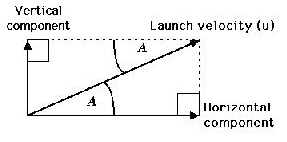 Vertical
component
Launch velocity (u)
A
A
Horizontal
component